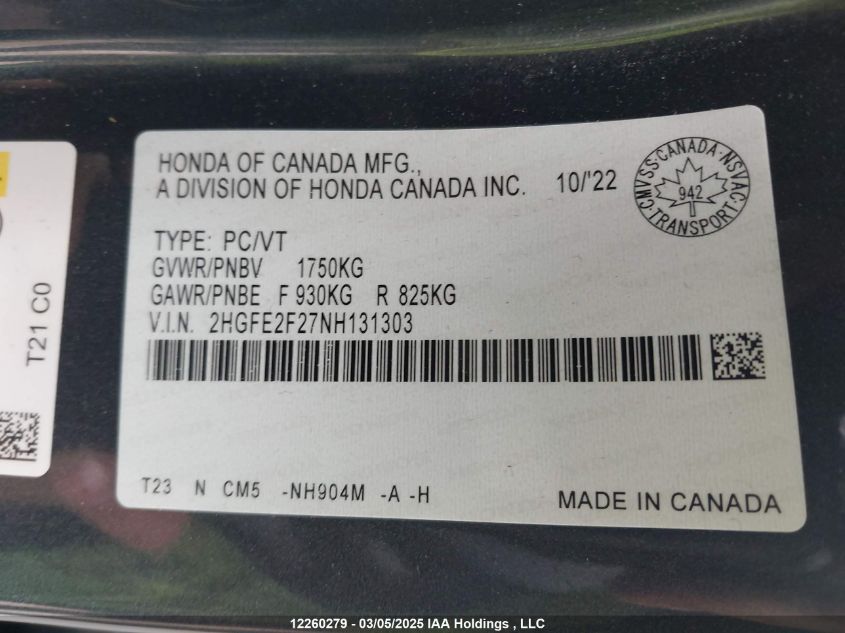 HONDA OF CANADA MFG.,
A DIVISION OF HONDA CANADA INC. 10/'22
CMVSS·CANADA·NSVAC·TRANSPORT·
942
TYPE: PC/VT
GVWR/PNBV 1750KG
GAWR/PNBE F 930KG R 825KG
V.I.N. 2HGFE2F27NH131303
T21 C0
T23 N CM5 -NH904M -A -H
MADE IN CANADA
12260279 - 03/05/2025 IAA Holdings , LLC